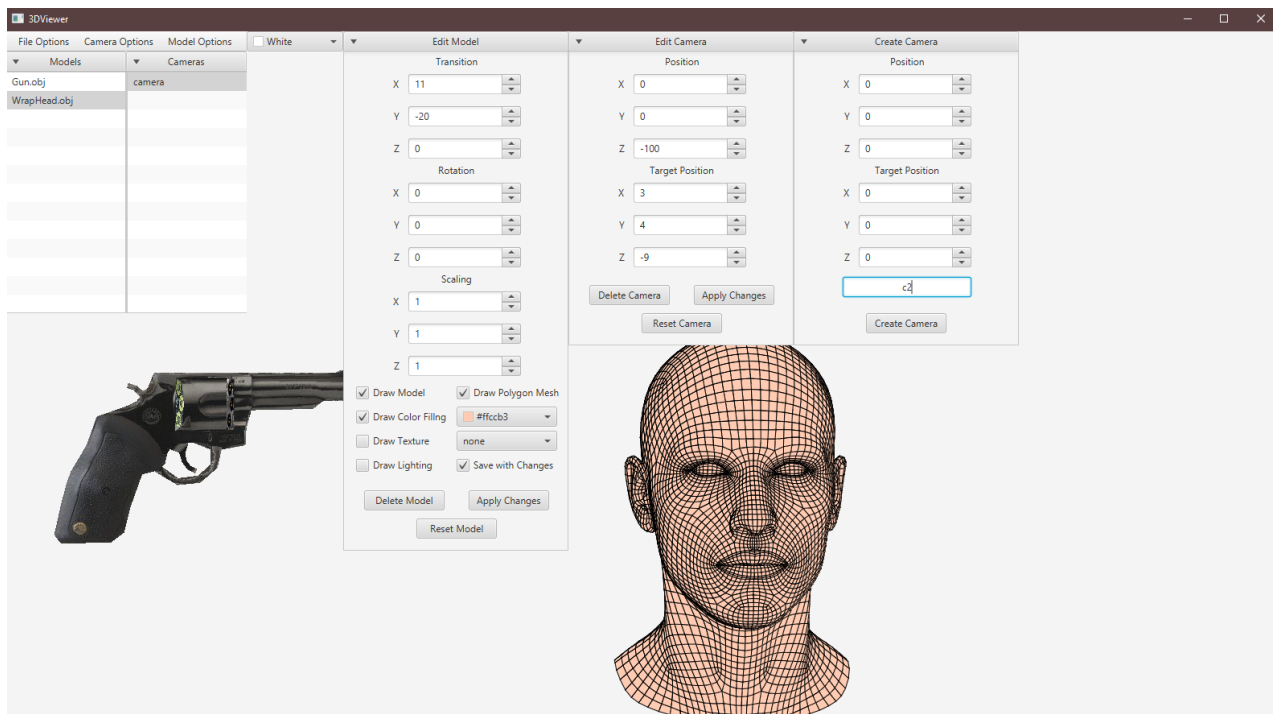 3DViewer
File Options Camera Options Model Options White Edit Model Edit Camera Create Camera
Models Cameras
Gun.obj camera
WrapHead.obj
Transition
X 11
Y -20
Z 0
Rotation
X 0
Y 0
Z 0
Scaling
X 1
Y 1
Z 1
Draw Model Draw Polygon Mesh
Draw Color Fillng #ffccb3
Draw Texture none
Draw Lighting Save with Changes
Delete Model Apply Changes
Reset Model
Position
X 0
Y 0
Z -100
Target Position
X 3
Y 4
Z -9
Delete Camera Apply Changes
Reset Camera
Position
X 0
Y 0
Z 0
Target Position
X 0
Y 0
Z 0
c2
Create Camera